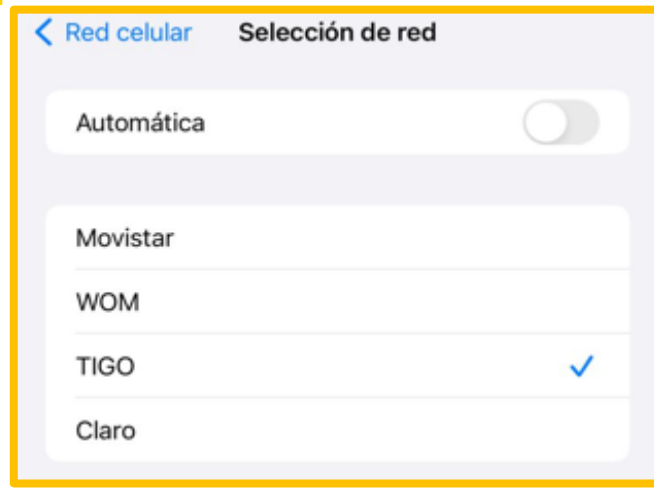 Red celular Selección de red
Automática
Movistar
WOM
TIGO
Claro